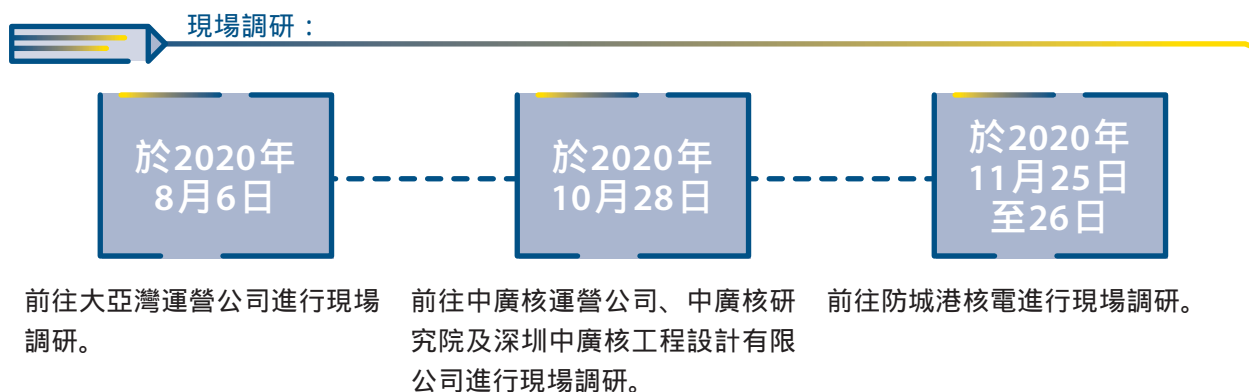 現場調研：
於2020年
8月6日
於2020年
10月28日
於2020年
11月25日
至26日
前往大亞灣運營公司進行現場
調研。
前往中廣核運營公司、中廣核研
究院及深圳中廣核工程設計有限
公司進行現場調研。
前往防城港核電進行現場調研。